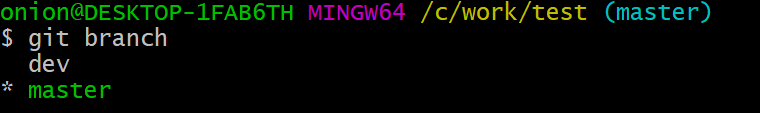 onion@DESKTOP-1FAB6TH MINGW64 /c/work/test (master)
$ git branch
  dev
* master